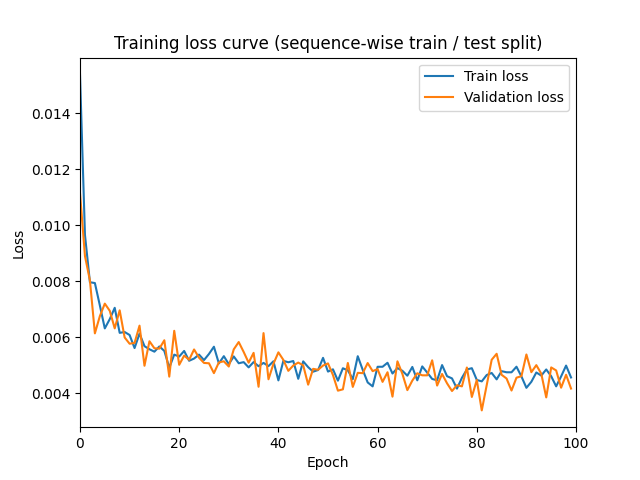 Training loss curve (sequence-wise train / test split)
Train loss
Validation loss
0.014
0.012
0.010
0.008
0.006
0.004
Loss
0
20
40
60
80
100
Epoch